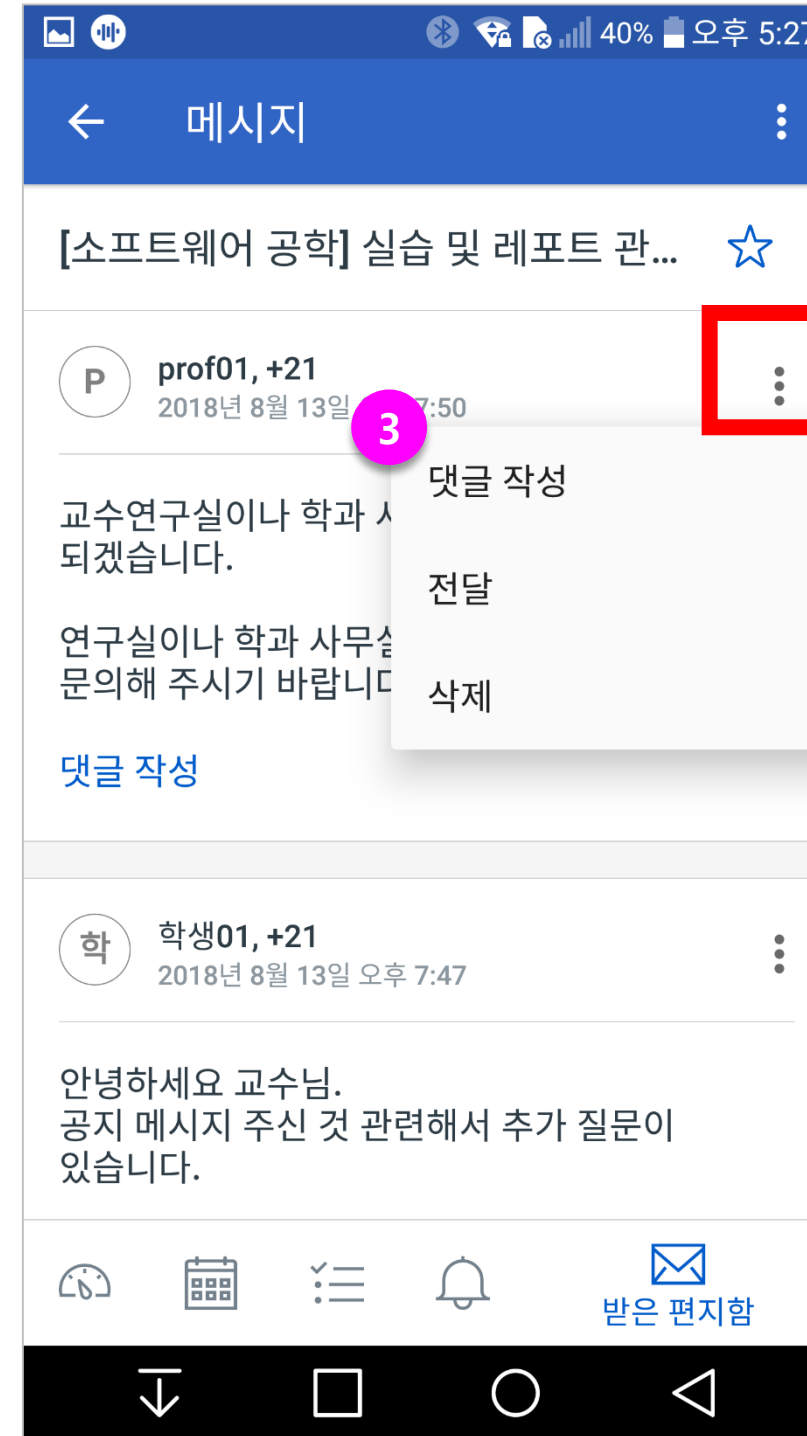 40% 오후 5:27
메시지
[소프트웨어 공학] 실습 및 레포트 관...
P
prof01, +21
2018년 8월 13일 7:50
3
댓글 작성
전달
삭제
교수연구실이나 학과
되겠습니다.
연구실이나 학과 사무실
문의해 주시기 바랍니다
댓글 작성
학
학생01, +21
2018년 8월 13일 오후 7:47
안녕하세요 교수님.
공지 메시지 주신 것 관련해서 추가 질문이
있습니다.
받은 편지함